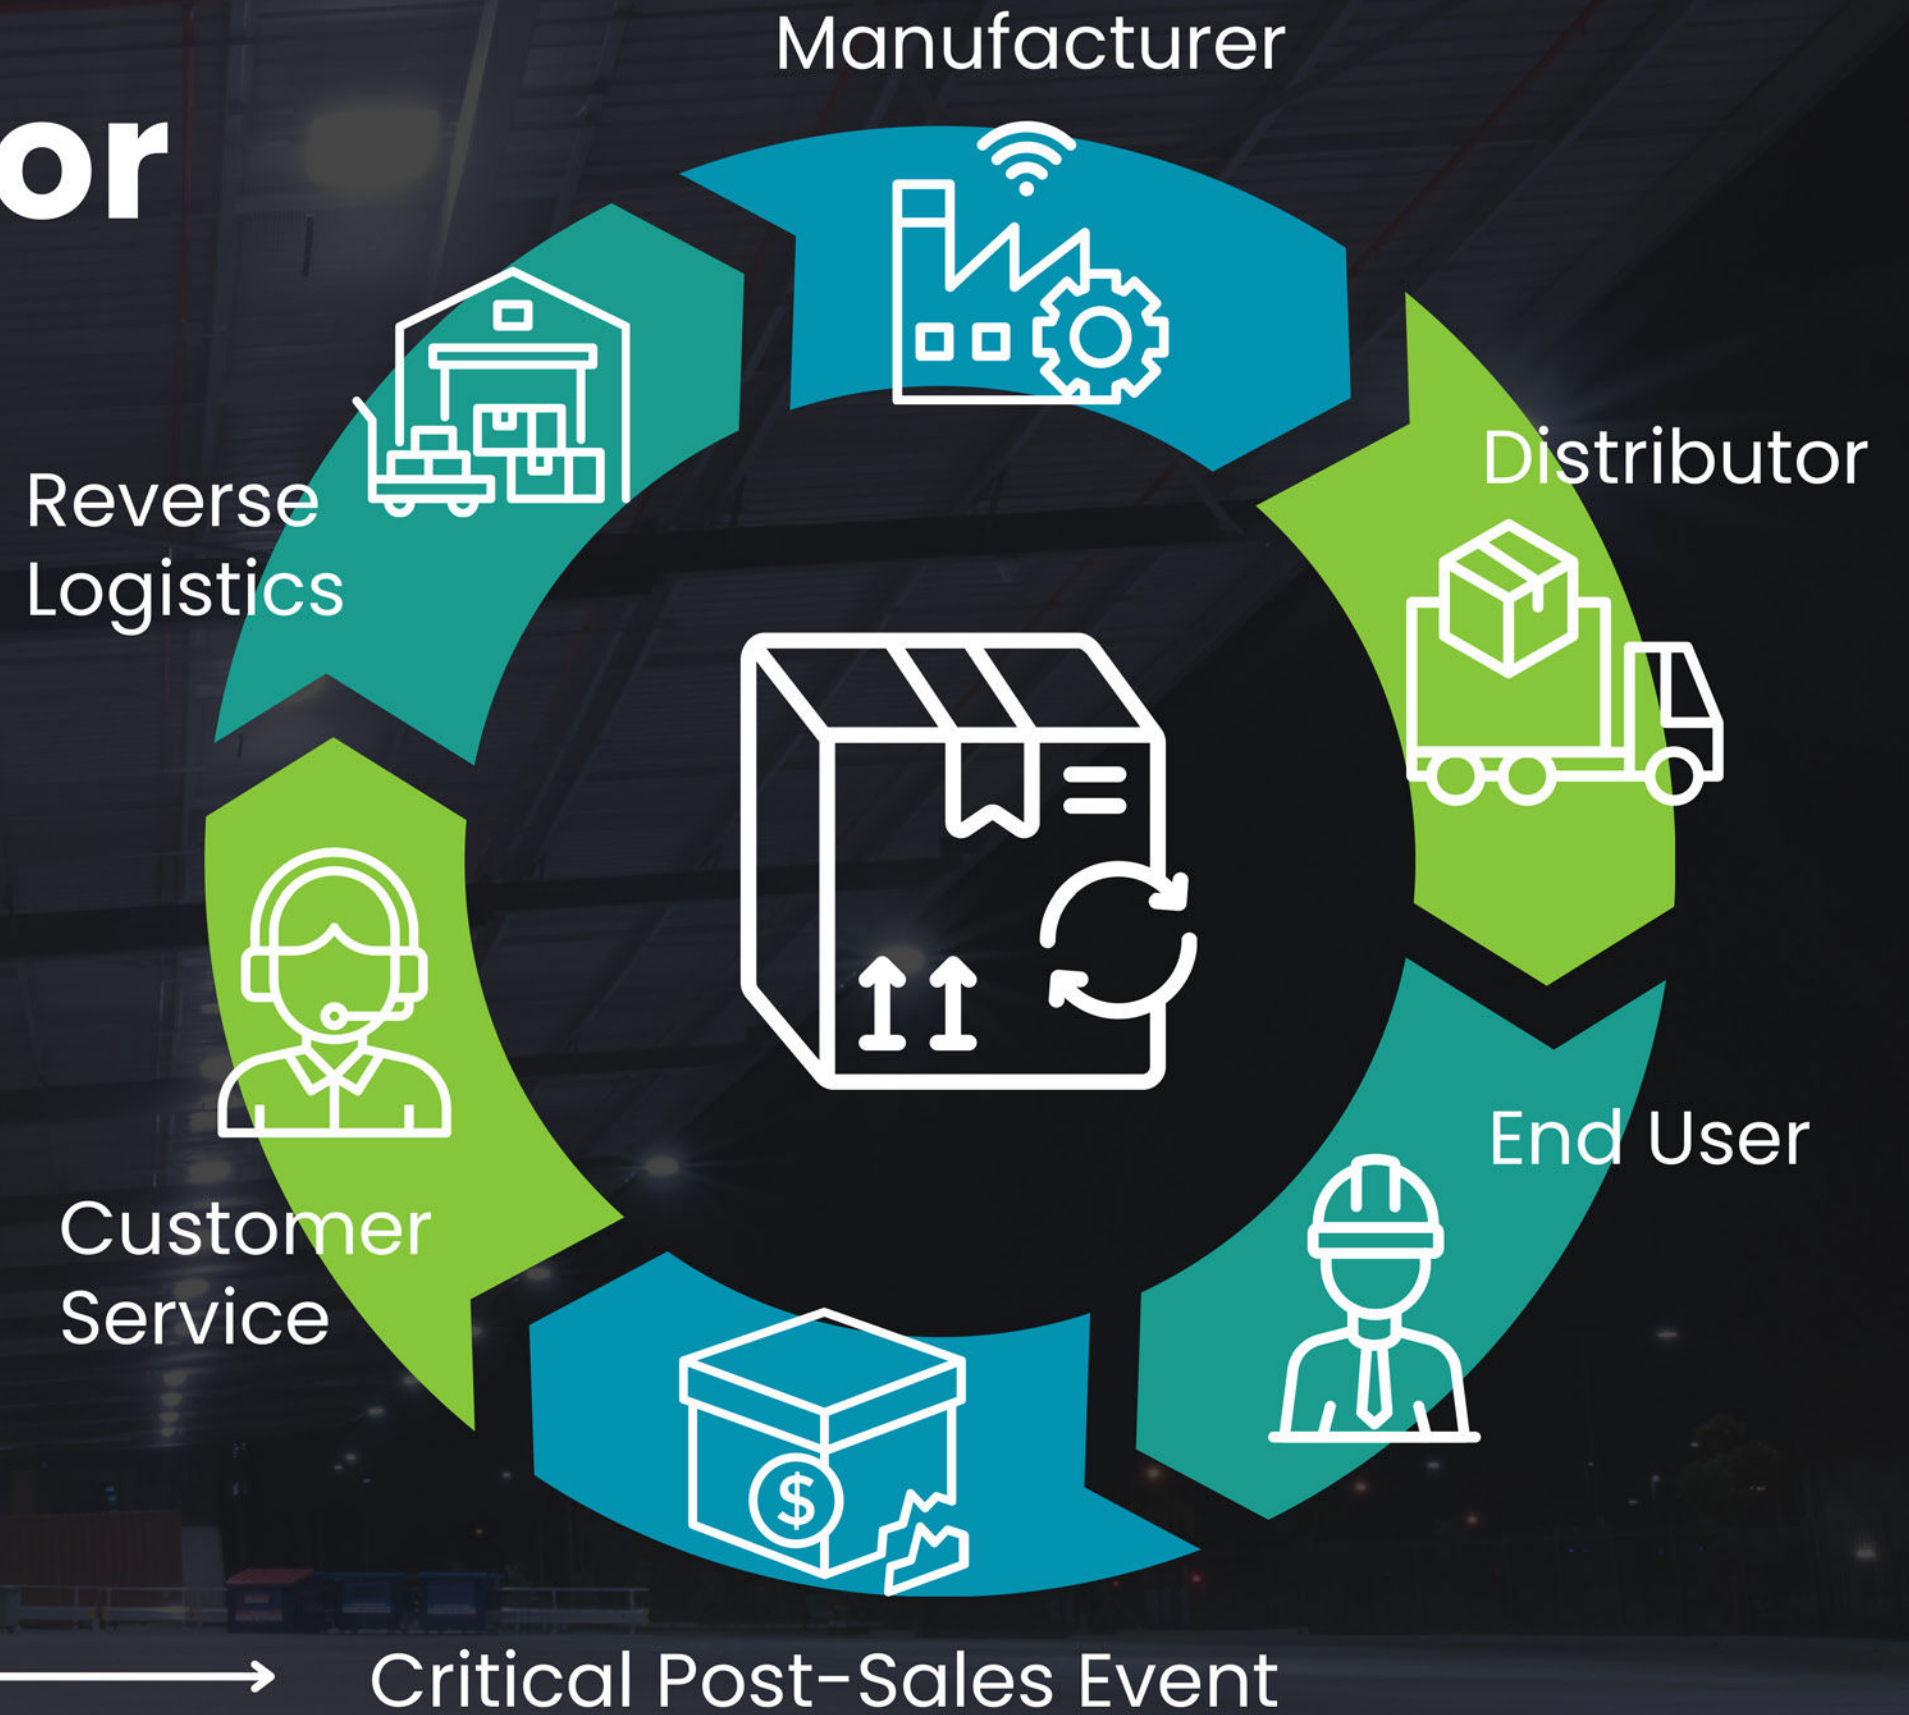 Manufacturer
or
Distributor
Reverse
Logistics
End User
Customer
Service
$
Critical Post-Sales Event